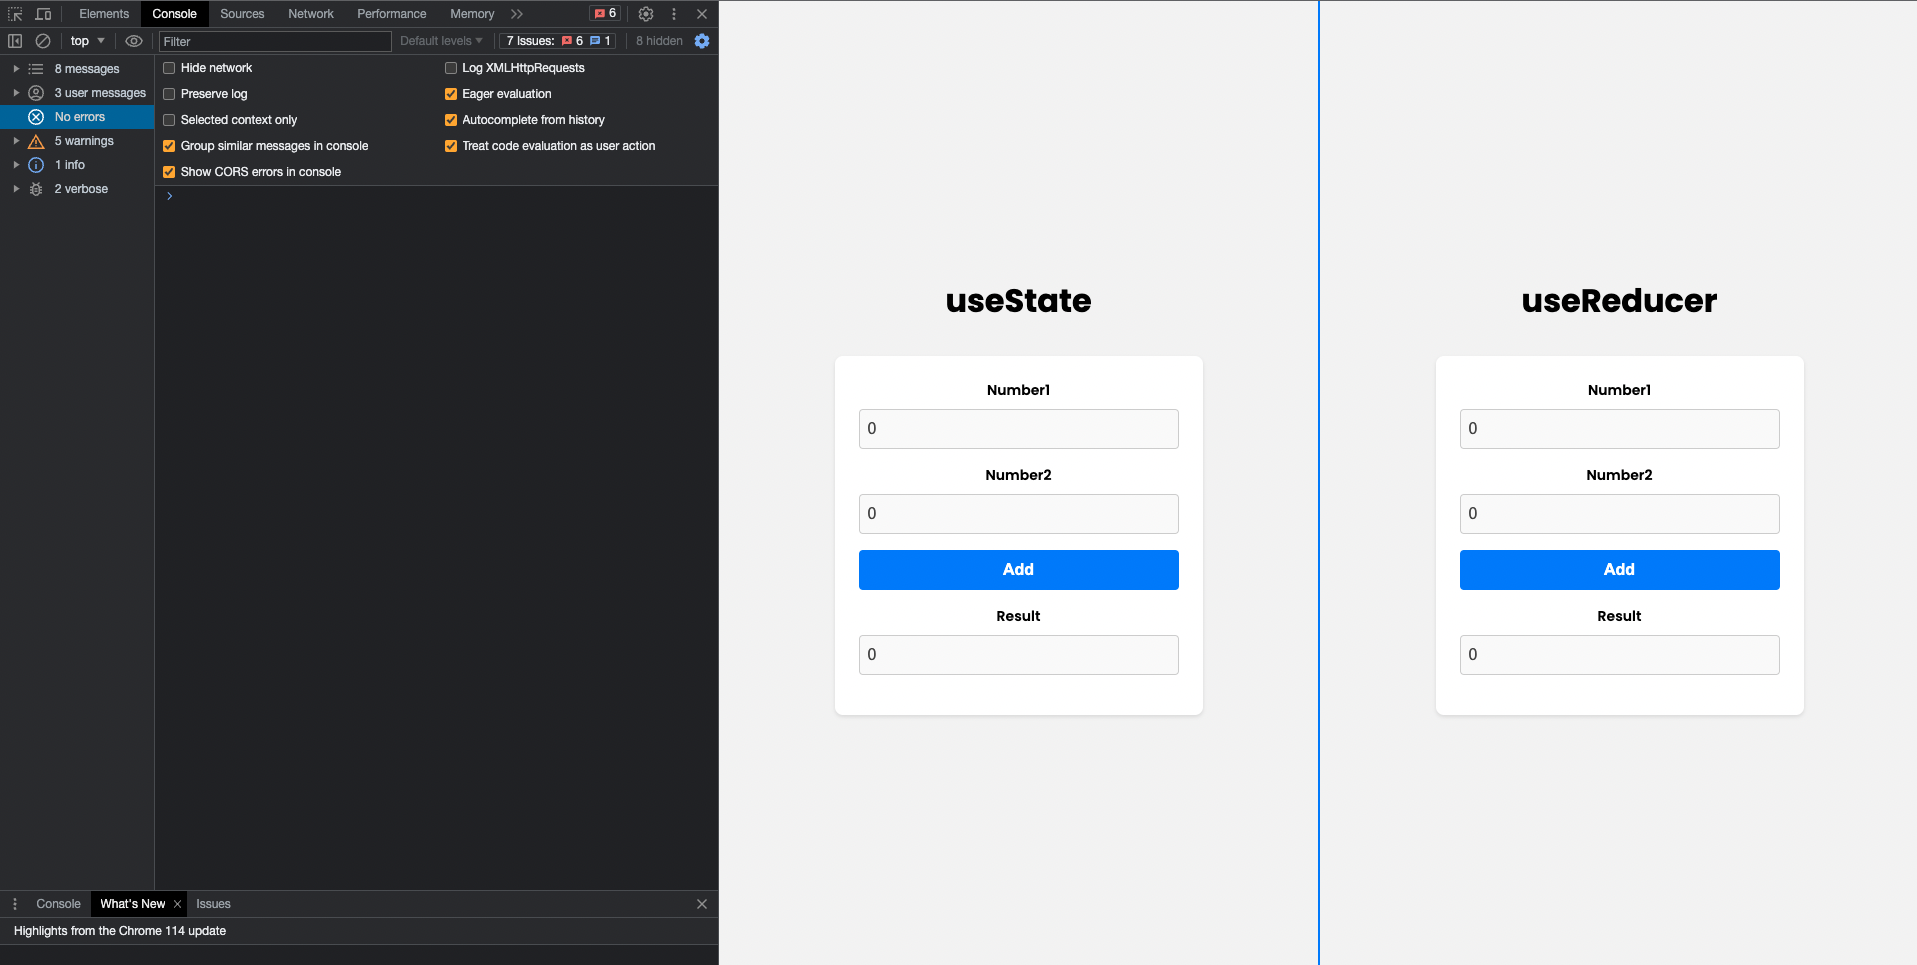 Elements Console Sources Network Performance Memory 6
top Filter Default levels 7 Issues: 6 1 8 hidden
8 messages
3 user messages
No errors
5 warnings
1 info
2 verbose
Hide network
Log XMLHttpRequests
Preserve log
Eager evaluation
Selected context only
Autocomplete from history
Group similar messages in console
Treat code evaluation as user action
Show CORS errors in console
Console What's New Issues
Highlights from the Chrome 114 update
useState
Number1
0
Number2
0
Add
Result
0
useReducer
Number1
0
Number2
0
Add
Result
0